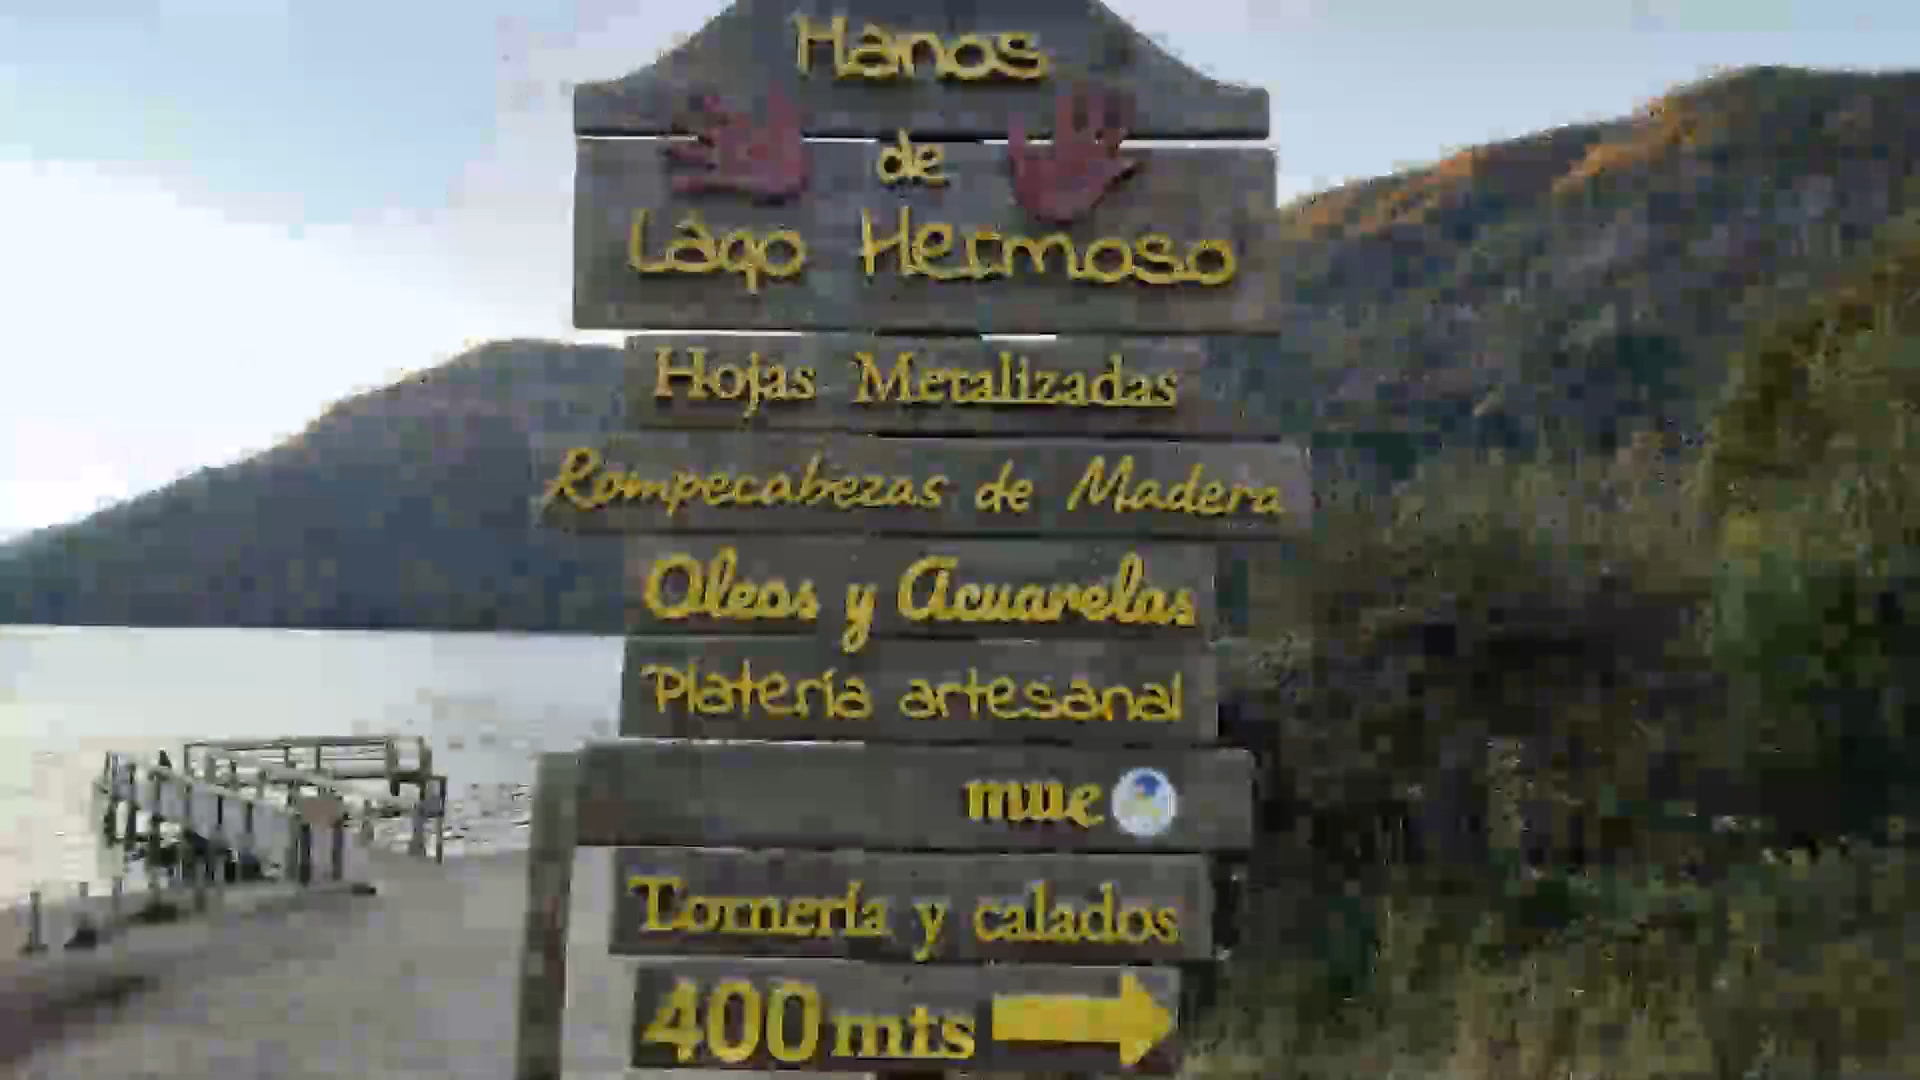 Manos
de
Lago Hermoso
Hojas Metalizadas
Rompecabezas de Madera
Oleos y Acuarelas
Platería artesanal
mue
Tornería y calados
400 mts